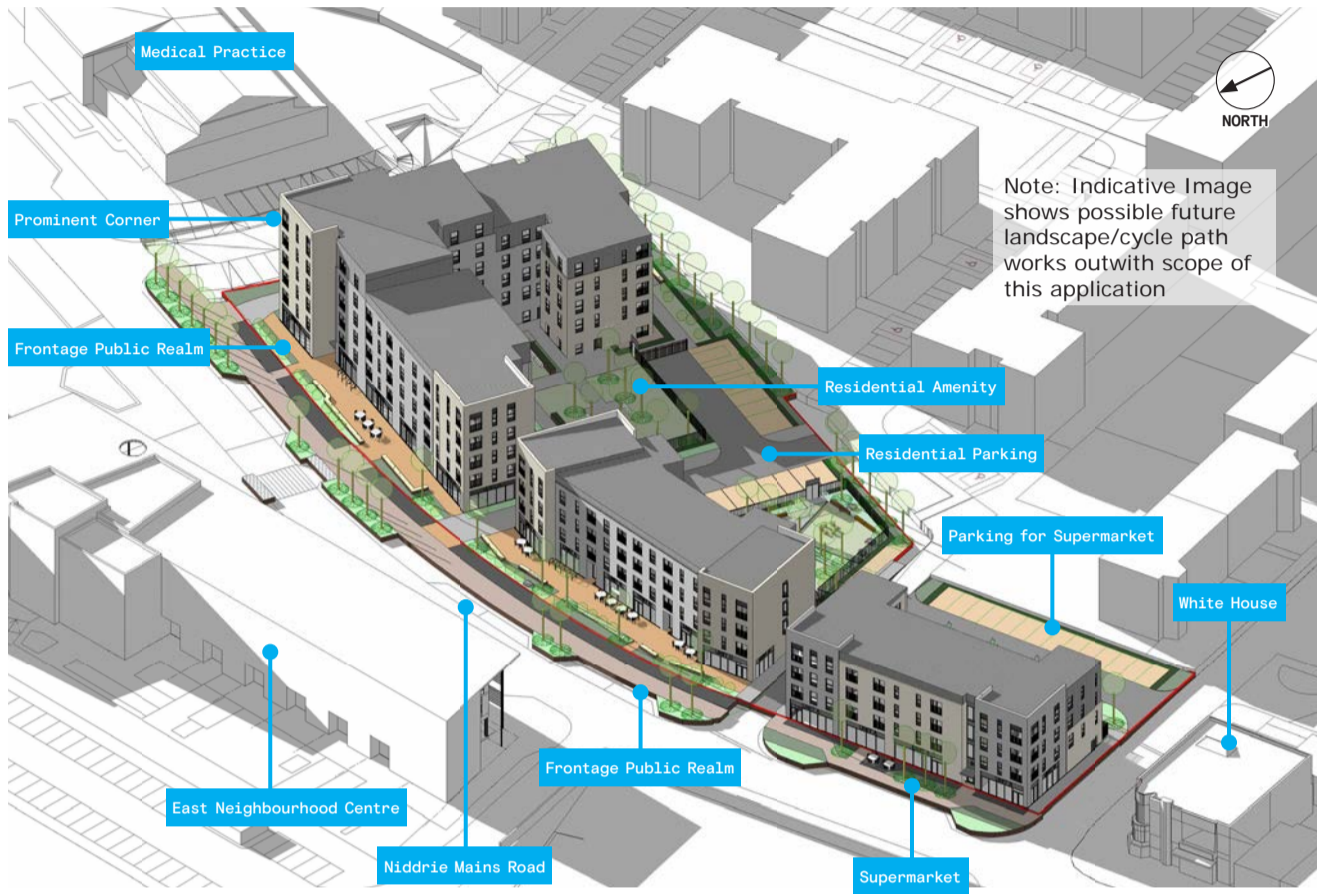 Medical Practice
NORTH
Note: Indicative Image
shows possible future
landscape/cycle path
works outwith scope of
this application
Prominent Corner
Frontage Public Realm
Residential Amenity
Residential Parking
Parking for Supermarket
White House
Frontage Public Realm
East Neighbourhood Centre
Niddrie Mains Road
Supermarket